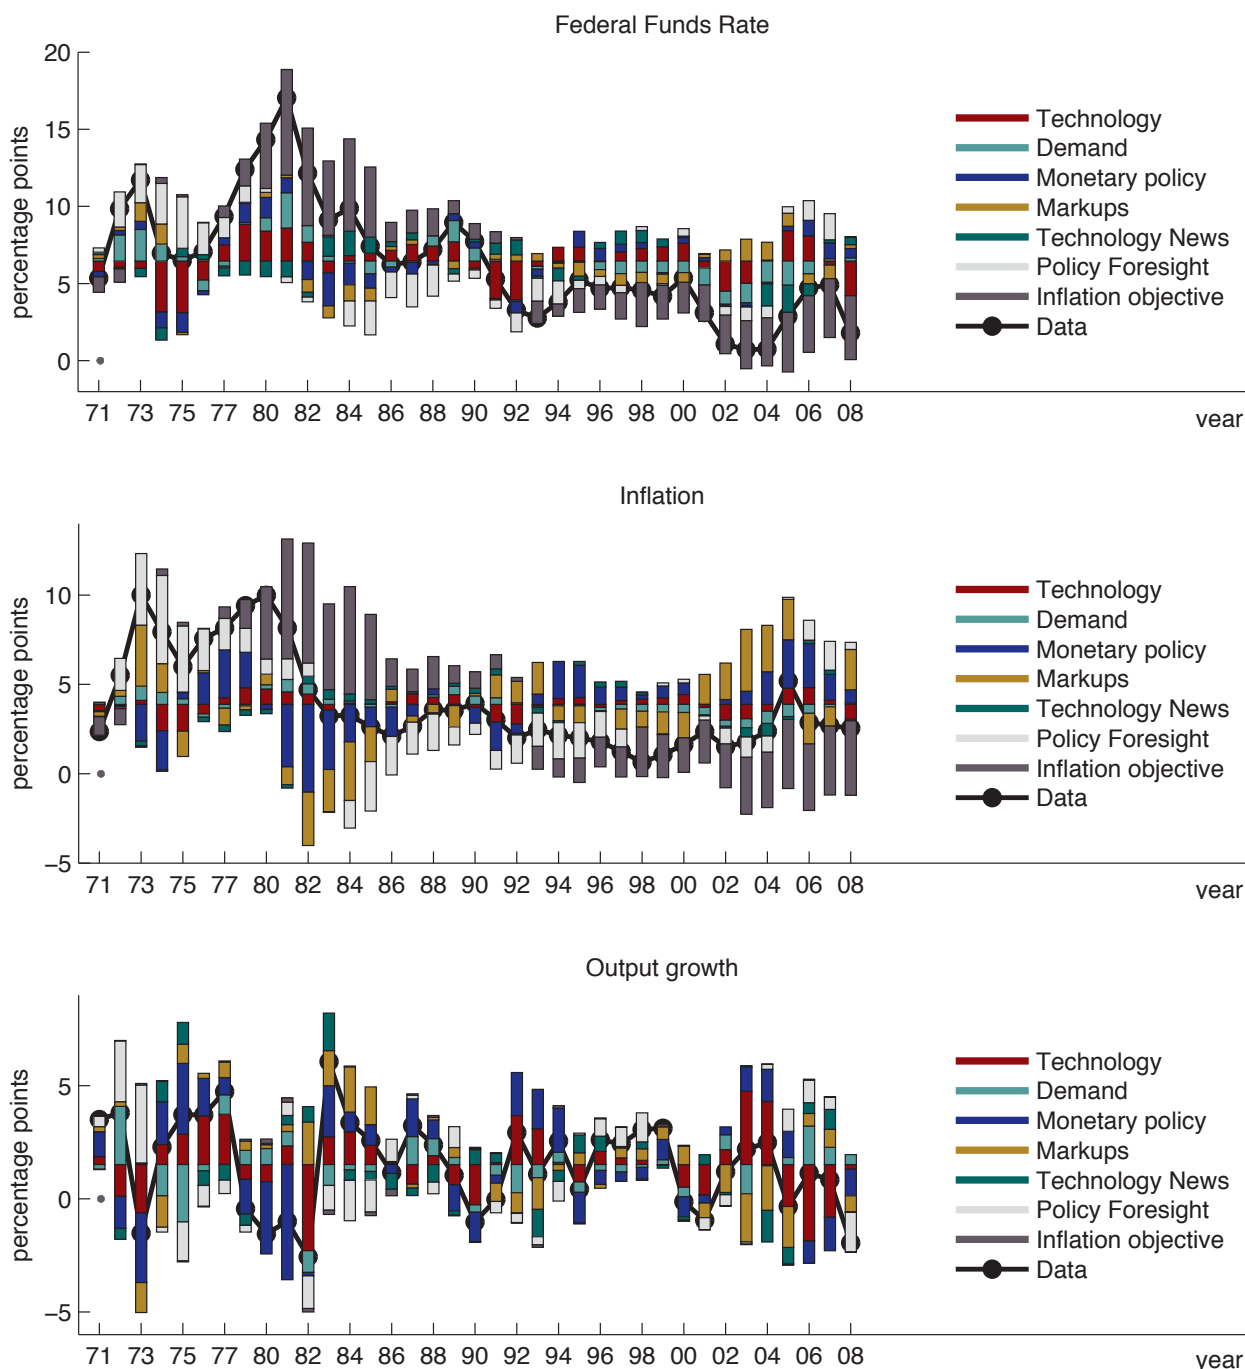 Federal Funds Rate
percentage points
20
15
10
5
0
71 73 75 77 80 82 84 86 88 90 92 94 96 98 00 02 04 06 08
year
Technology
Demand
Monetary policy
Markups
Technology News
Policy Foresight
Inflation objective
Data
Inflation
percentage points
10
5
0
−5
71 73 75 77 80 82 84 86 88 90 92 94 96 98 00 02 04 06 08
year
Technology
Demand
Monetary policy
Markups
Technology News
Policy Foresight
Inflation objective
Data
Output growth
percentage points
5
0
−5
71 73 75 77 80 82 84 86 88 90 92 94 96 98 00 02 04 06 08
year
Technology
Demand
Monetary policy
Markups
Technology News
Policy Foresight
Inflation objective
Data